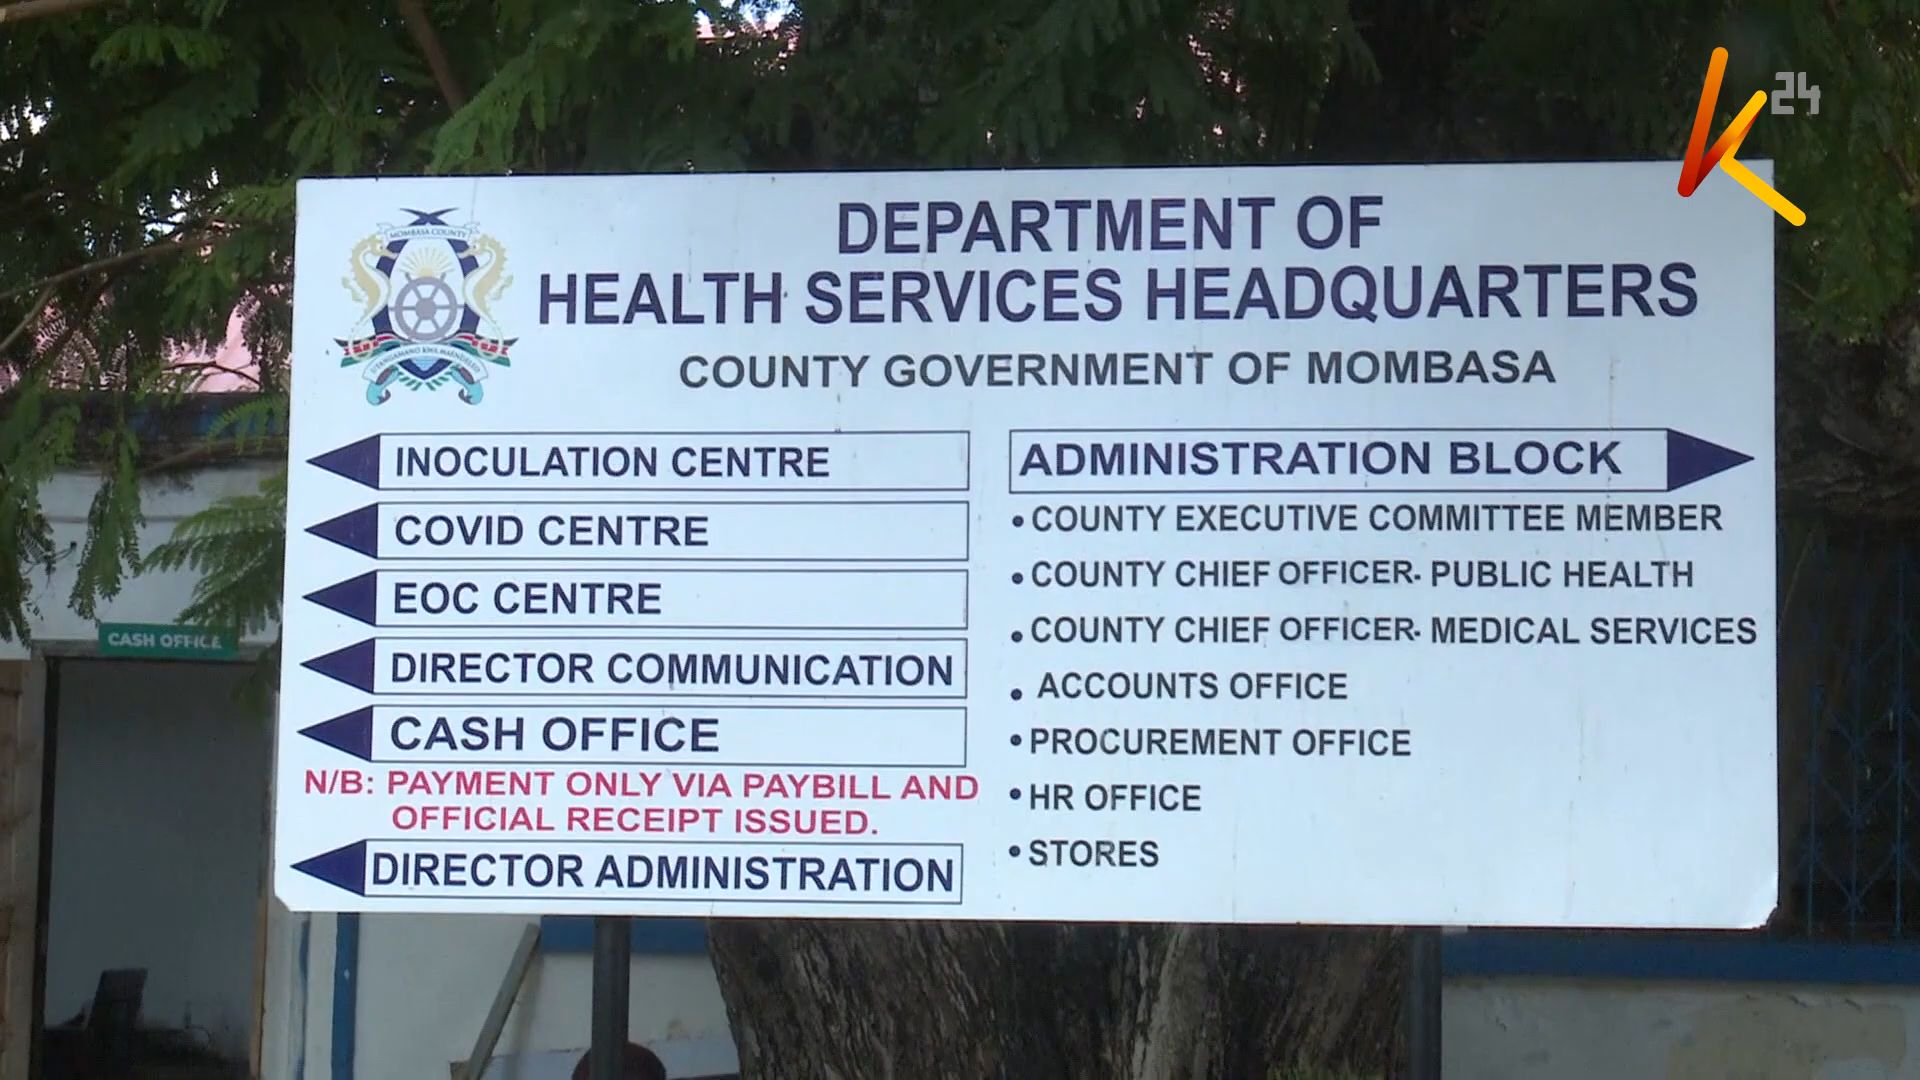 24
MOMBASA COUNTY
UTANGAMANO KWA MAENDELEO
DEPARTMENT OF
HEALTH SERVICES HEADQUARTERS
COUNTY GOVERNMENT OF MOMBASA
INOCULATION CENTRE
COVID CENTRE
EOC CENTRE
DIRECTOR COMMUNICATION
CASH OFFICE
N/B: PAYMENT ONLY VIA PAYBILL AND
OFFICIAL RECEIPT ISSUED.
DIRECTOR ADMINISTRATION
ADMINISTRATION BLOCK
•COUNTY EXECUTIVE COMMITTEE MEMBER
•COUNTY CHIEF OFFICER- PUBLIC HEALTH
•COUNTY CHIEF OFFICER- MEDICAL SERVICES
• ACCOUNTS OFFICE
•PROCUREMENT OFFICE
•HR OFFICE
•STORES
CASH OFFICE